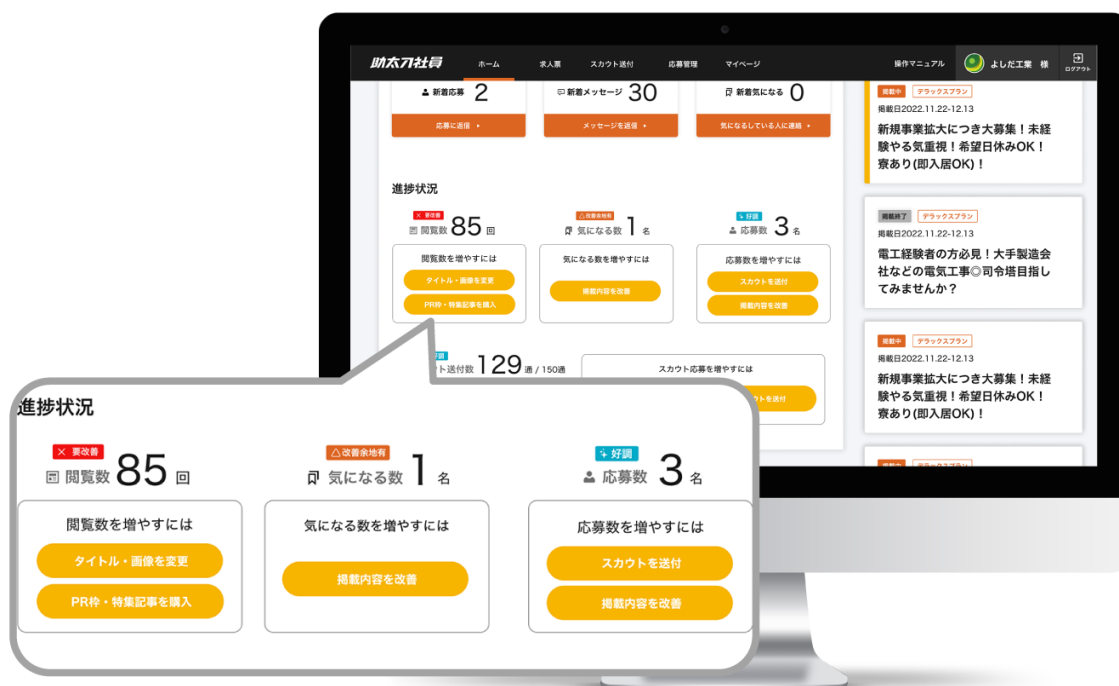 助太刀社員
ホーム
求人票
スカウト送付
応募管理
マイページ
操作マニュアル
よしだ工業 様
ログアウト
新着応募 2
新着メッセージ 30
新着気になる 0
応募に返信
メッセージを返信
気になるしている人に連絡
進捗状況
× 要改善
閲覧数 85 回
△改善余地有
気になる数 1 名
好調
応募数 3 名
閲覧数を増やすには
タイトル・画像を変更
PR枠・特集記事を購入
気になる数を増やすには
掲載内容を改善
応募数を増やすには
スカウトを送付
掲載内容を改善
ト送付数 129 通 / 150通
スカウト応募を増やすには
掲載中 デラックスプラン
掲載日2022.11.22-12.13
新規事業拡大につき大募集！未経
験やる気重視！希望日休みOK！
寮あり(即入居OK)！
掲載終了 デラックスプラン
掲載日2022.11.22-12.13
電工経験者の方必見！大手製造会
社などの電気工事◎司令塔目指し
てみませんか？
掲載中 デラックスプラン
掲載日2022.11.22-12.13
新規事業拡大につき大募集！未経
験やる気重視！希望日休みOK！
寮あり(即入居OK)！
進捗状況
× 要改善
閲覧数 85 回
△改善余地有
気になる数 1 名
好調
応募数 3 名
閲覧数を増やすには
タイトル・画像を変更
PR枠・特集記事を購入
気になる数を増やすには
掲載内容を改善
応募数を増やすには
スカウトを送付
掲載内容を改善